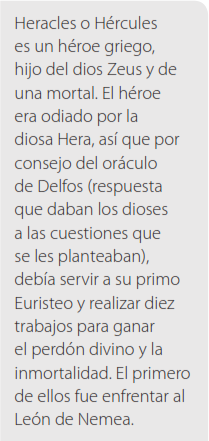 Heracles o Hércules
es un héroe griego,
hijo del dios Zeus y de
una mortal. El héroe
era odiado por la
diosa Hera, así que por
consejo del oráculo
de Delfos (respuesta
que daban los dioses
a las cuestiones que
se les planteaban),
debía servir a su primo
Euristeo y realizar diez
trabajos para ganar
el perdón divino y la
inmortalidad. El primero
de ellos fue enfrentar al
León de Nemea.